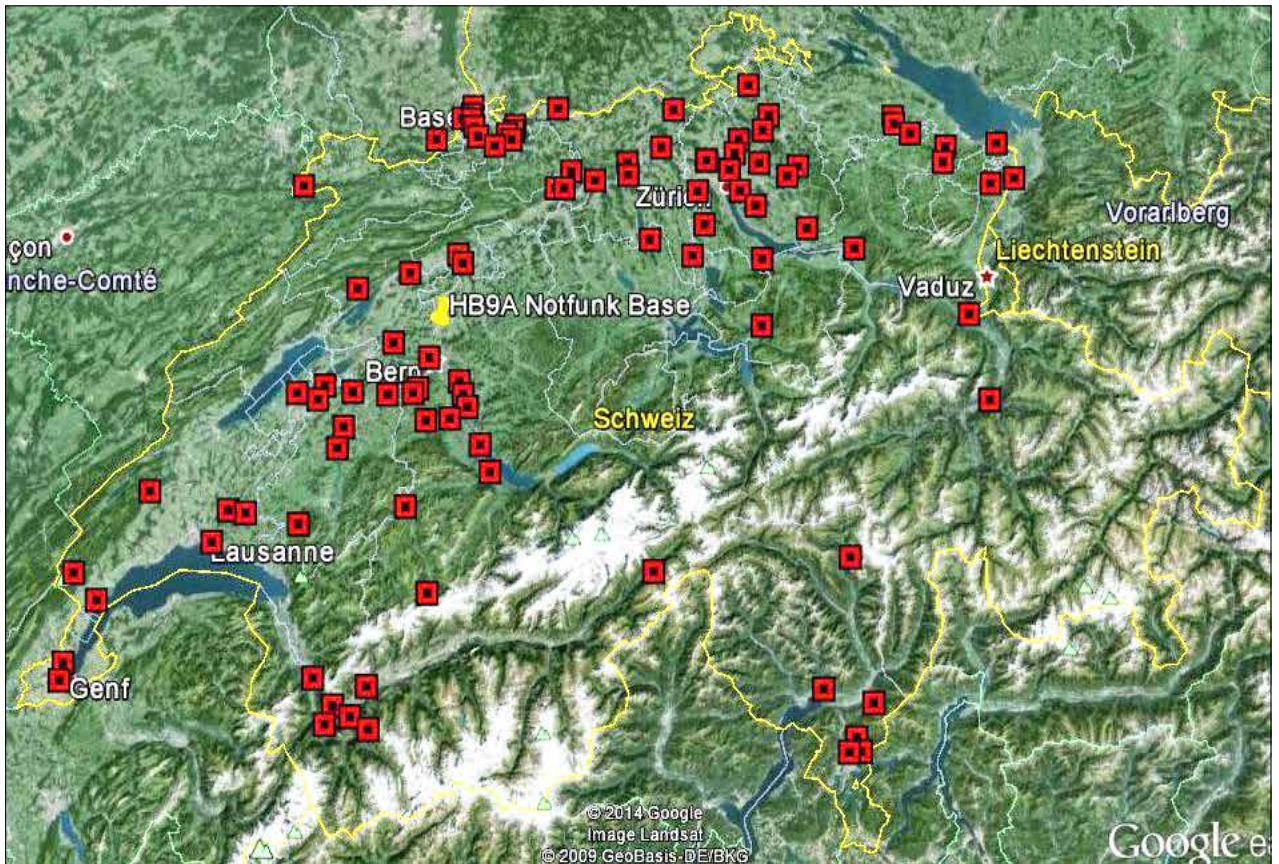 Base
Zürich
Vorarlberg
Liechtenstein
çon
nche-Comté
Vaduz
HB9A Notfunk Base
Bern
Schweiz
Lausanne
Genf
© 2014 Google
Image Landsat
© 2009 GeoBasis-DE/BKG
Google e